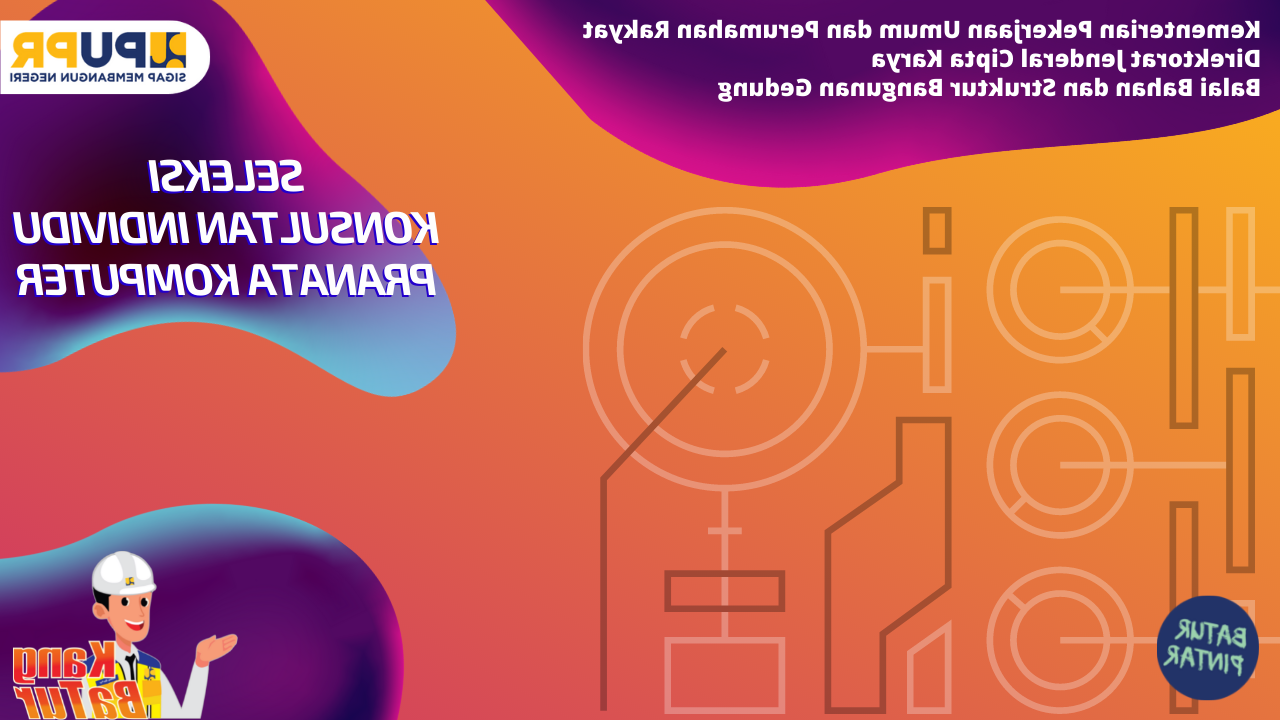 Kementerian Pekerjaan Umum dan Perumahan Rakyat
Direktorat Jenderal Cipta Karya
Balai Bahan dan Struktur Bangunan Gedung
PUPR
SIGAP MEMBANGUN NEGERI
SELEKSI
KONSULTAN INDIVIDU
PRANATA KOMPUTER
Kang
BaTur
BATUR
PINTAR